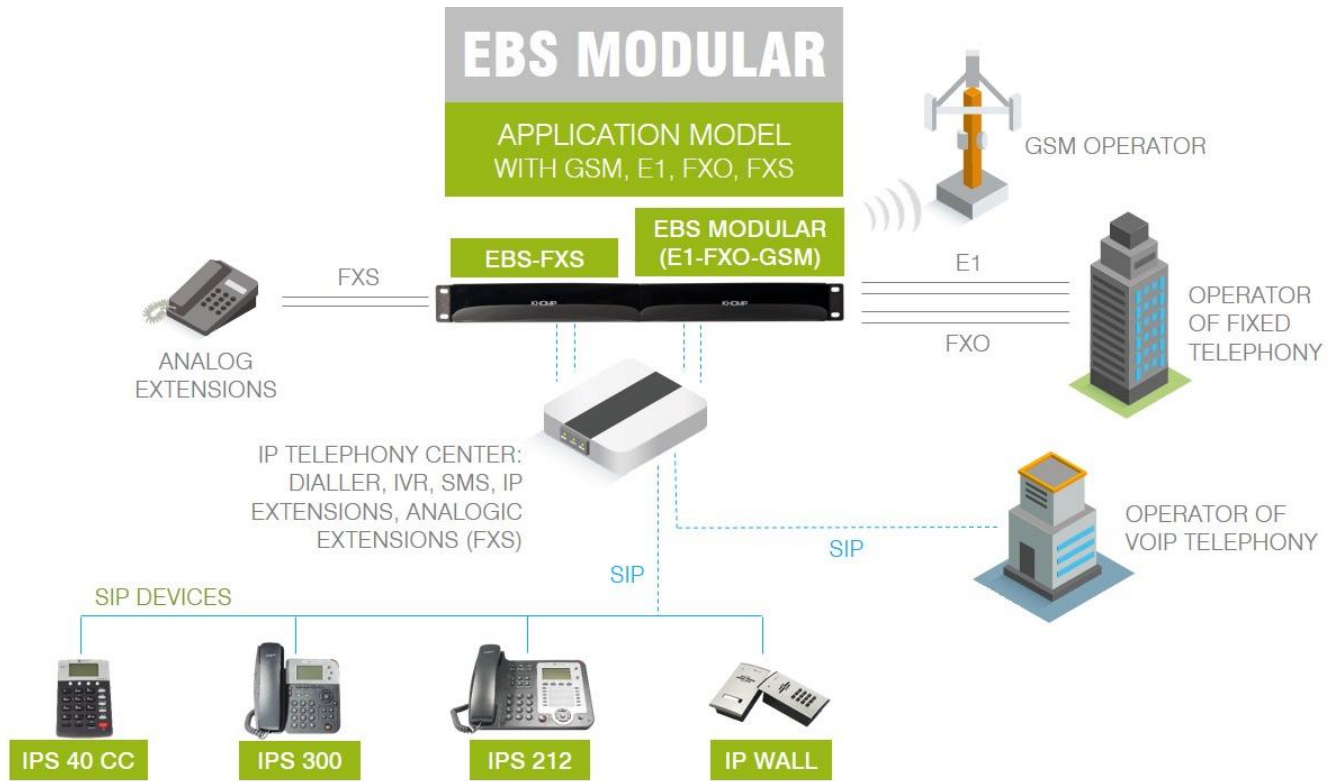 EBS MODULAR
APPLICATION MODEL
WITH GSM, E1, FXO, FXS
GSM OPERATOR
EBS-FXS
EBS MODULAR
(E1-FXO-GSM)
KHOMP
KHOMP
FXS
E1
FXO
ANALOG
EXTENSIONS
OPERATOR
OF FIXED
TELEPHONY
IP TELEPHONY CENTER:
DIALLER, IVR, SMS, IP
EXTENSIONS, ANALOGIC
EXTENSIONS (FXS)
SIP
OPERATOR OF
VOIP TELEPHONY
SIP
SIP DEVICES
IPS 40 CC
IPS 300
IPS 212
IP WALL